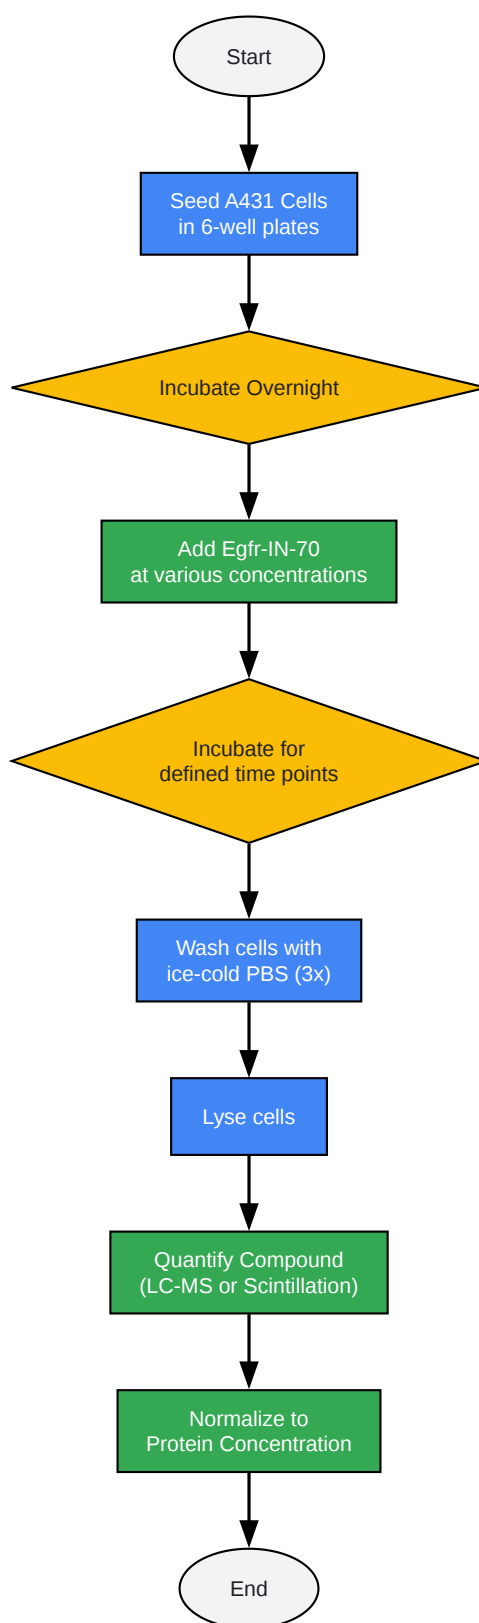 Start
Seed A431 Cells
in 6-well plates
Incubate Overnight
Add Egfr-IN-70
at various concentrations
Incubate for
defined time points
Wash cells with
ice-cold PBS (3x)
Lyse cells
Quantify Compound
(LC-MS or Scintillation)
Normalize to
Protein Concentration
End